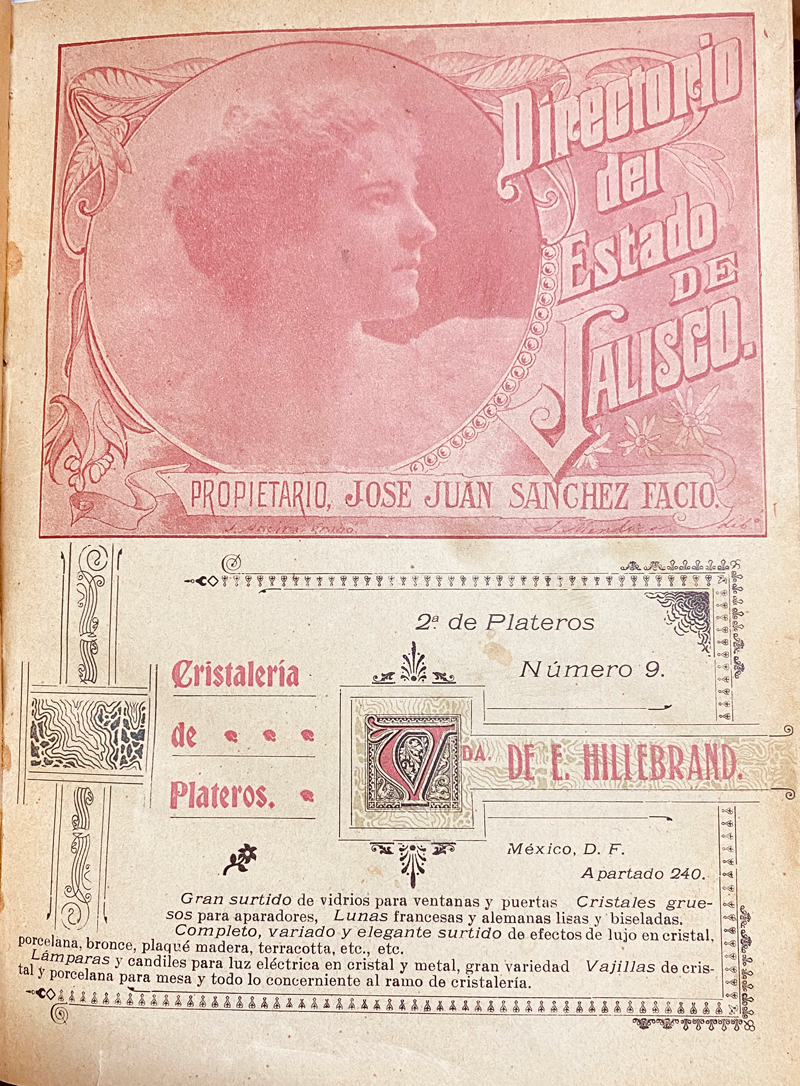 Directorio
del
Estado
DE
JALISCO.
PROPIETARIO, JOSE JUAN SANCHEZ FACIO.
2ª de Plateros
Número 9.
Cristalería
de
Plateros.
VDA. DE E. HILLEBRAND.
México, D. F.
Apartado 240.
Gran surtido de vidrios para ventanas y puertas Cristales grue-
sos para aparadores, Lunas francesas y alemanas lisas y biseladas.
Completo, variado y elegante surtido de efectos de lujo en cristal,
porcelana, bronce, plaqué madera, terracotta, etc., etc.
Lámparas y candiles para luz eléctrica en cristal y metal, gran variedad Vajillas de cris-
tal y porcelana para mesa y todo lo concerniente al ramo de cristalería.